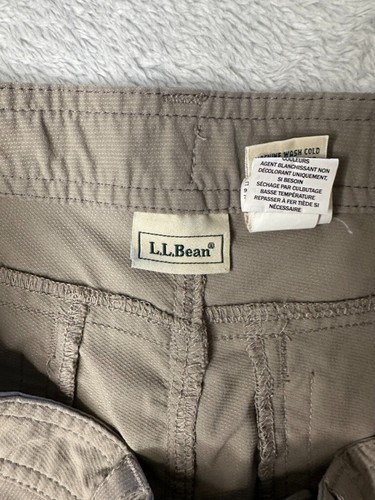 MACHINE WASH COLD
COULEURS
AGENT BLANCHISSANT NON
DÉCOLORANT UNIQUEMENT,
SI BESOIN
SÉCHAGE PAR CULBUTAGE
BASSE TEMPÉRATURE
REPASSER À FER TIÈDE SI
NÉCESSAIRE
L.L.Bean®